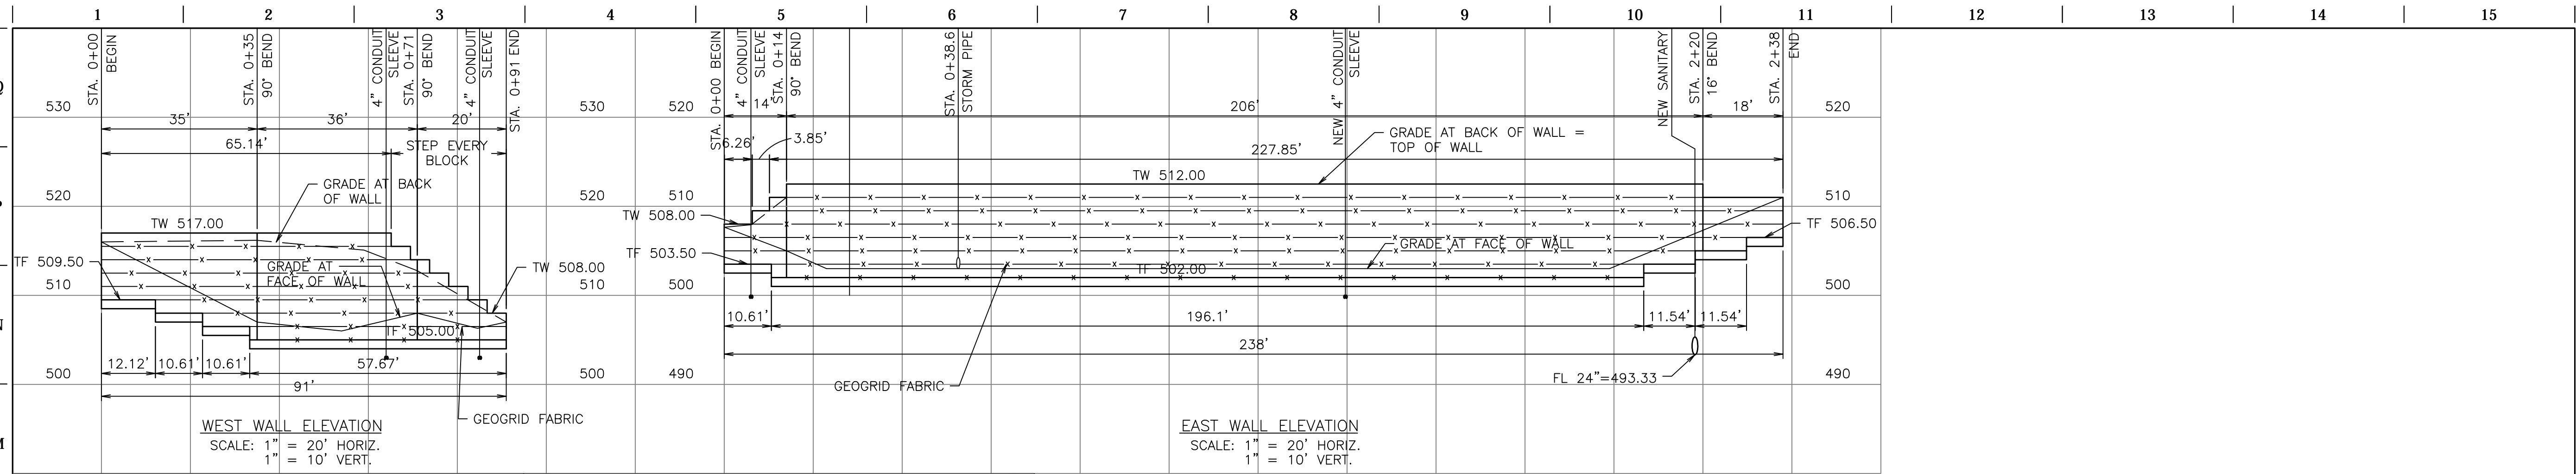 1 2 3 4 5 6 7 8 9 10 11 12 13 14 15
Q
N
M
STA. 0+00
BEGIN
STA. 0+35
90° BEND
4" CONDUIT
SLEEVE
STA. 0+71
90° BEND
4" CONDUIT
SLEEVE
STA. 0+91 END
530 530
35' 36' 20'
65.14'
STEP EVERY
BLOCK
GRADE AT BACK
OF WALL
520 520
TW 517.00
TF 509.50
GRADE AT
FACE OF WALL
TW 508.00
510 510
TF 505.00
12.12' 10.61' 10.61' 57.67'
500 500
91'
GEOGRID FABRIC
WEST WALL ELEVATION
SCALE: 1" = 20' HORIZ.
1" = 10' VERT.
STA. 0+00 BEGIN
4" CONDUIT
SLEEVE
STA. 0+14
90° BEND
STA. 0+38.6
STORM PIPE
NEW 4" CONDUIT
SLEEVE
NEW SANITARY
STA. 2+20
16° BEND
STA. 2+38
END
520 520
14' 206' 18'
6.26' 3.85' 227.85'
GRADE AT BACK OF WALL =
TOP OF WALL
TW 512.00
510 510
TW 508.00
TF 506.50
TF 503.50
GRADE AT FACE OF WALL
TF 502.00
500 500
10.61' 196.1' 11.54' 11.54'
238'
490 490
GEOGRID FABRIC
FL 24"=493.33
EAST WALL ELEVATION
SCALE: 1" = 20' HORIZ.
1" = 10' VERT.